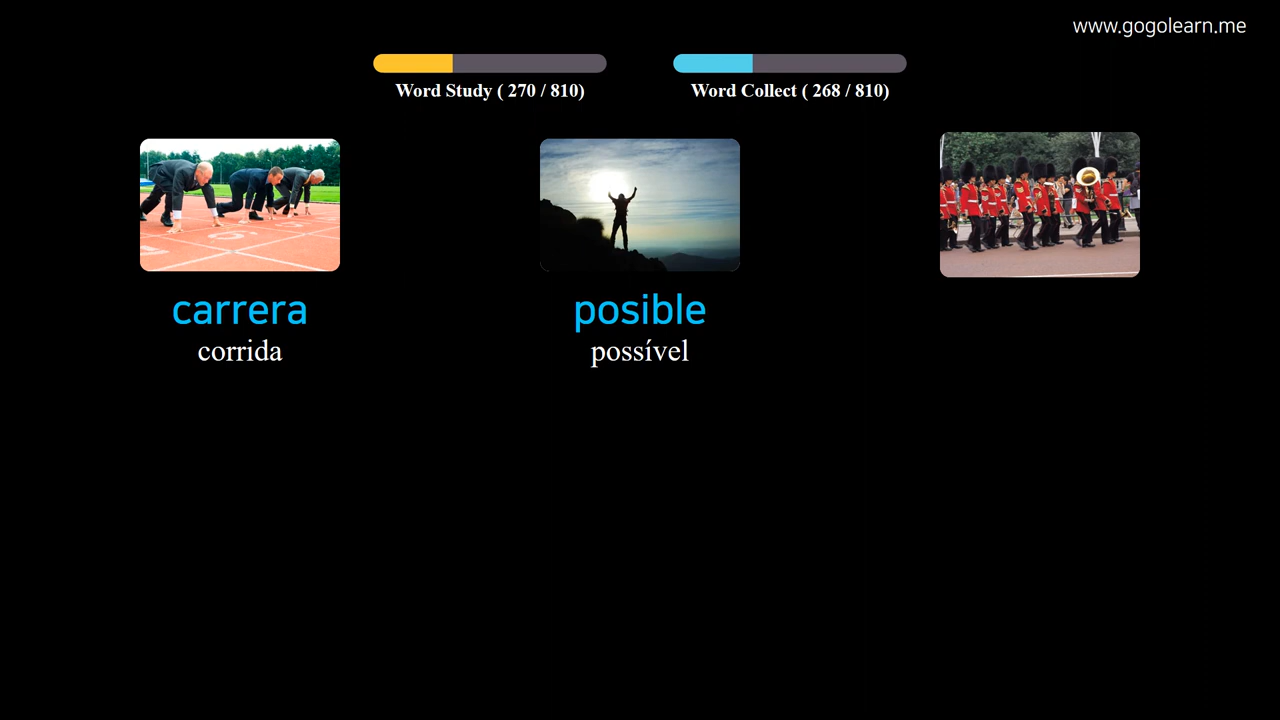 www.gogolearn.me
Word Study ( 270 / 810)
Word Collect ( 268 / 810)
carrera
corrida
posible
possível